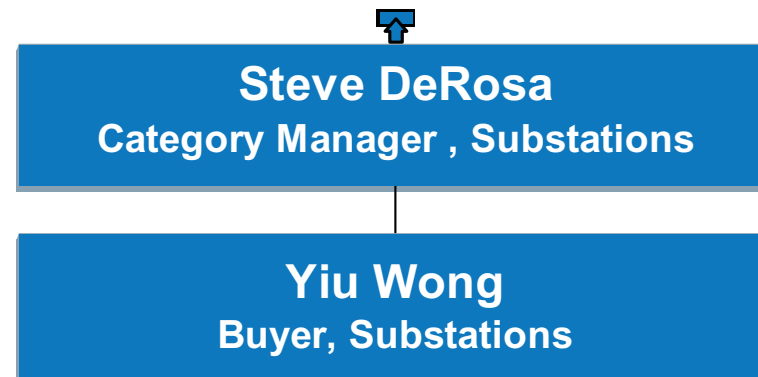 Steve DeRosa
Category Manager , Substations
Yiu Wong
Buyer, Substations